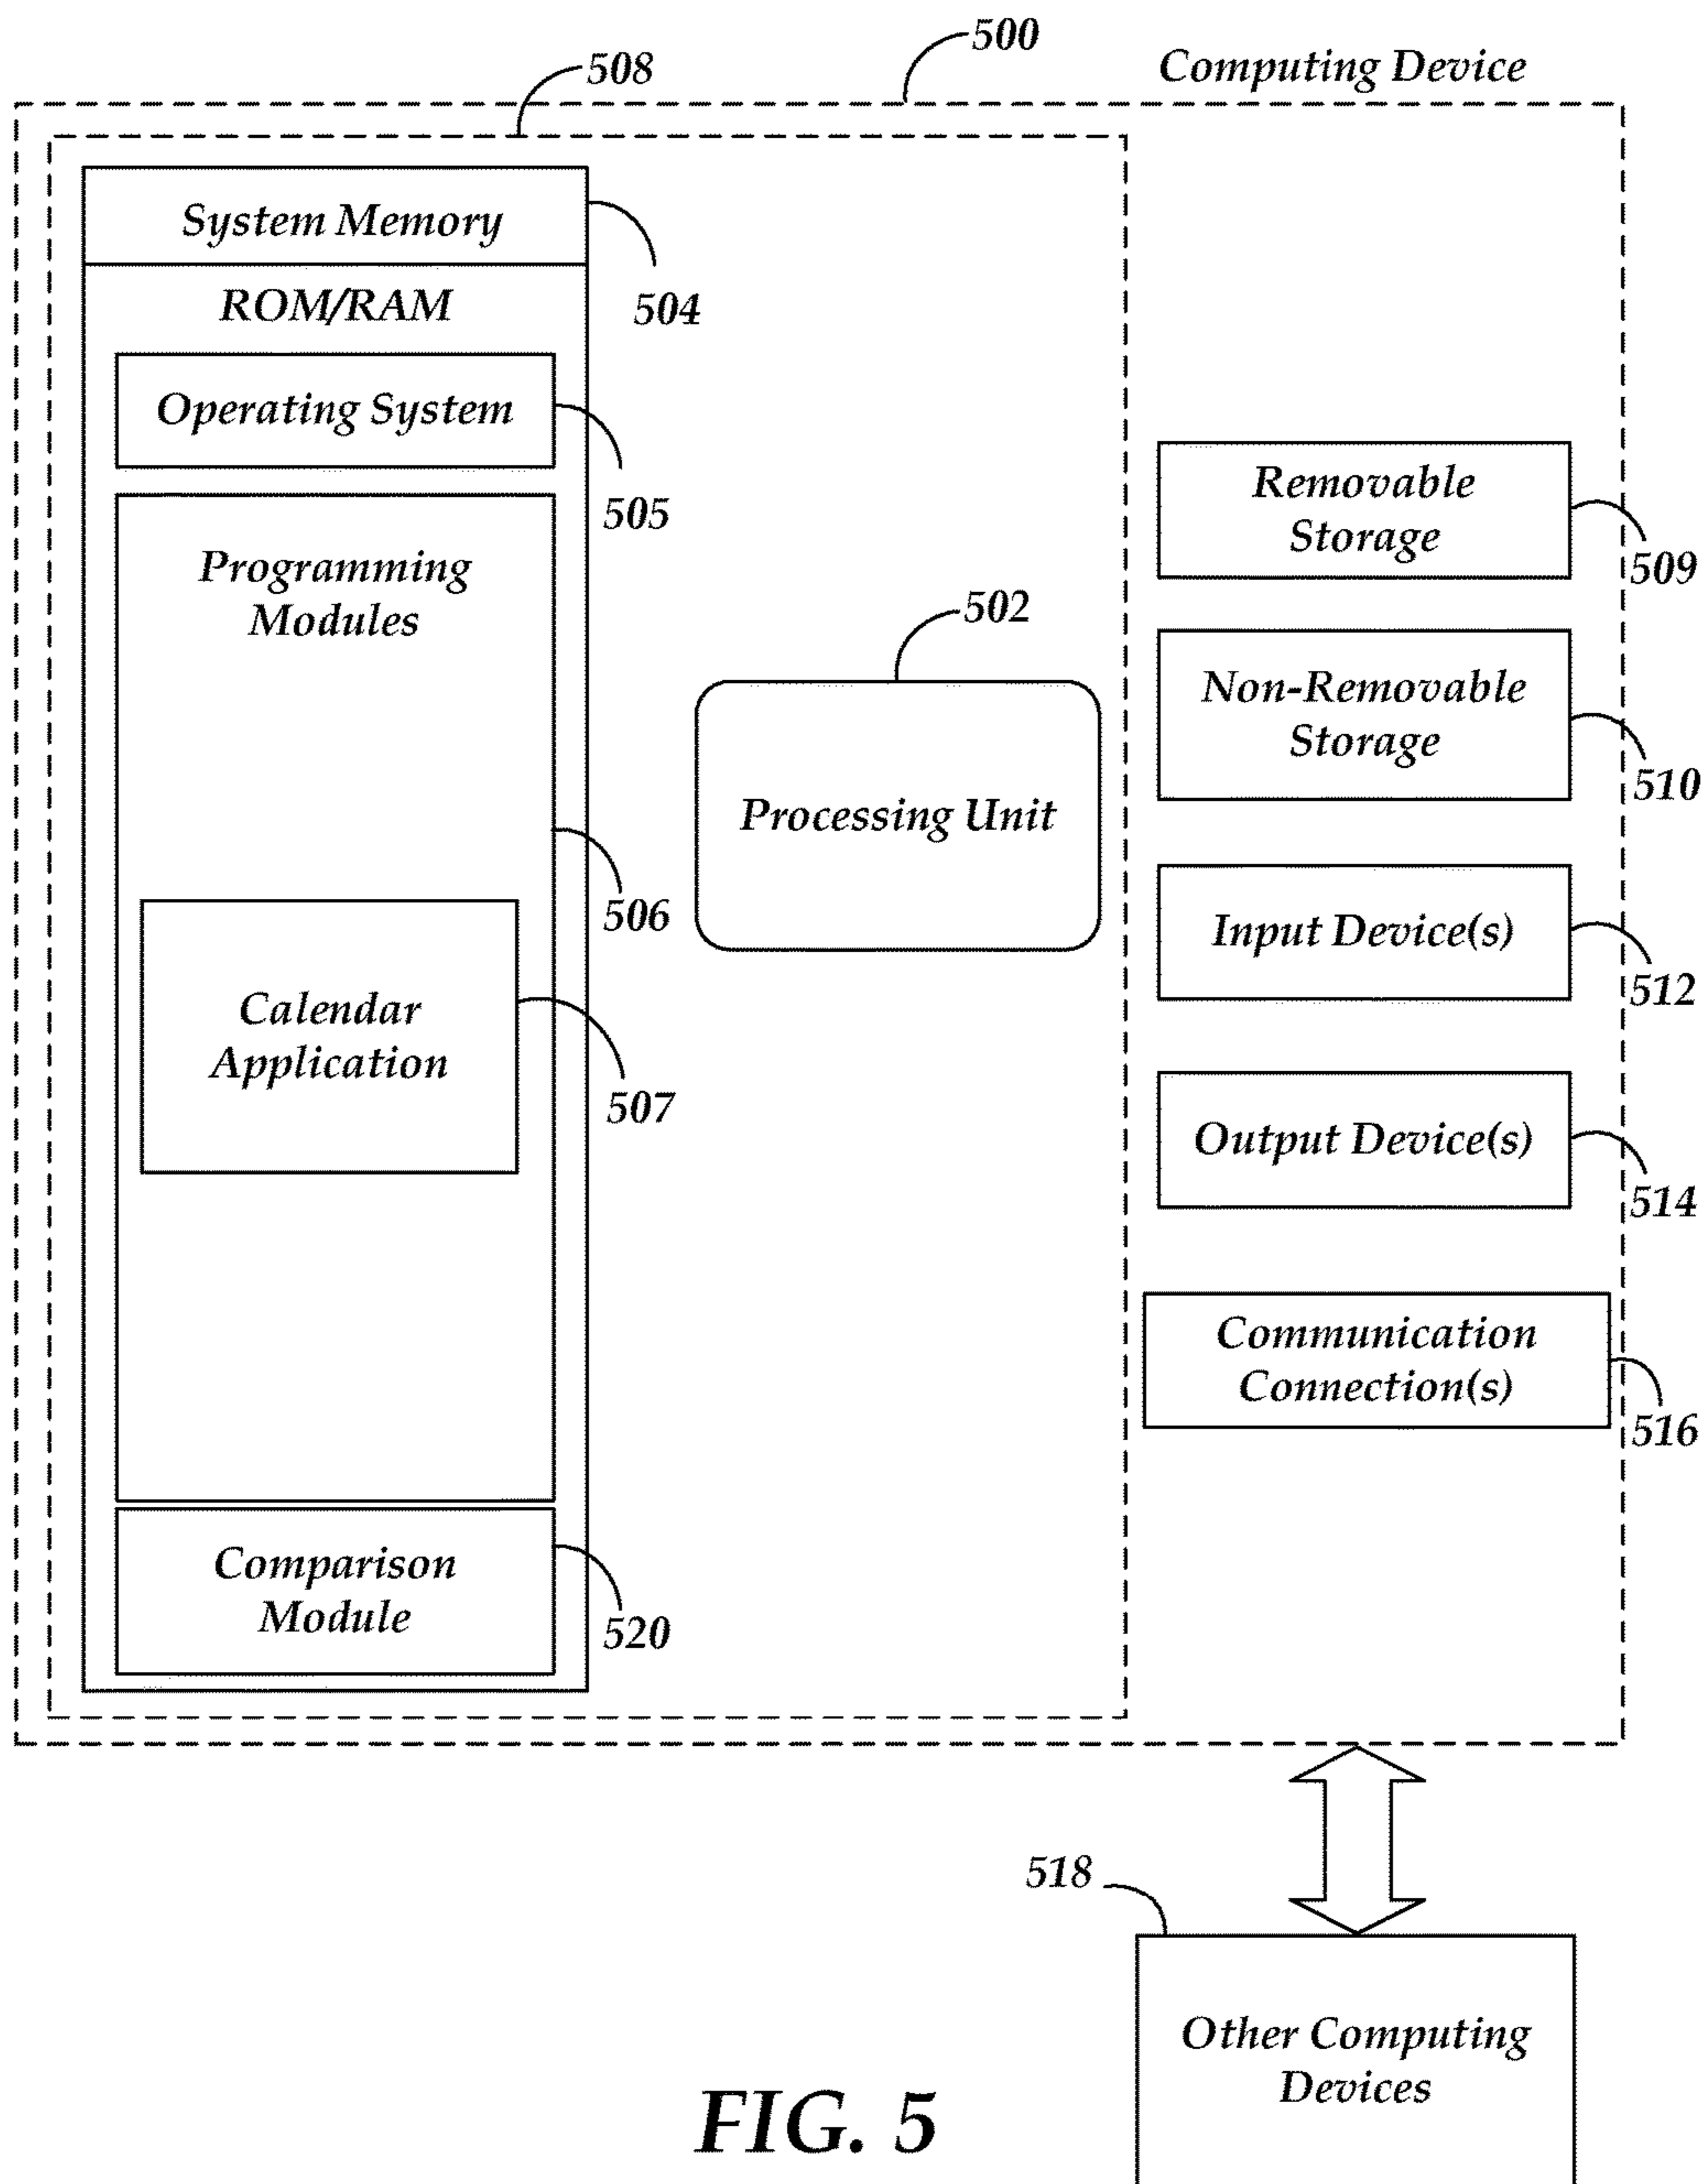 500
Computing Device
508
System Memory
504
ROM/RAM
Operating System
505
Programming
Modules
506
Calendar
Application
507
Comparison
Module
520
502
Processing Unit
Removable
Storage
509
Non-Removable
Storage
510
Input Device(s)
512
Output Device(s)
514
Communication
Connection(s)
516
518
Other Computing
Devices
FIG. 5